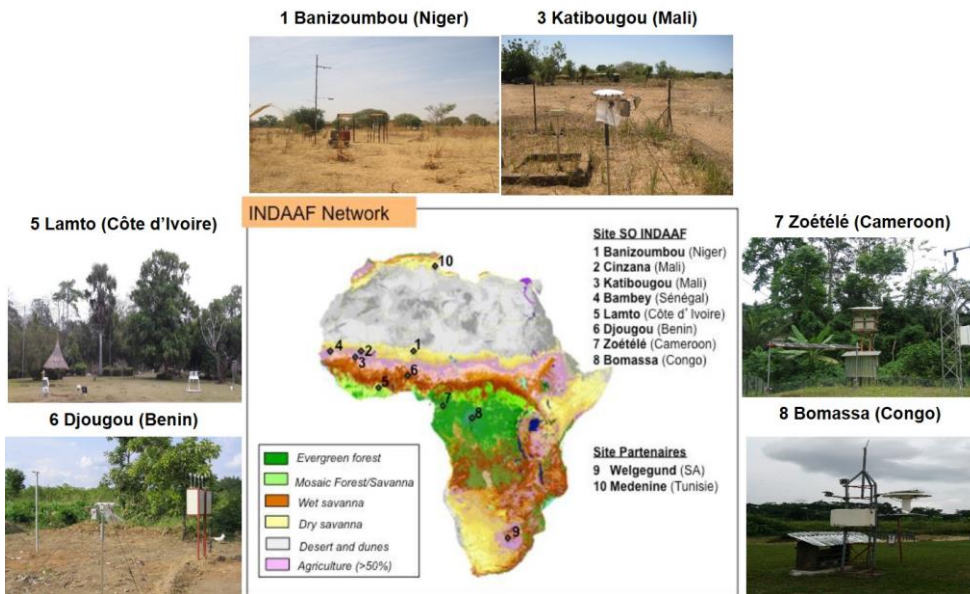 1 Banizoumbou (Niger)
3 Katibougou (Mali)
5 Lamto (Côte d'Ivoire)
INDAAF Network
7 Zoétélé (Cameroon)
Site SO INDAAF
1 Banizoumbou (Niger)
2 Cinzana (Mali)
3 Katibougou (Mali)
4 Bambey (Sénégal)
5 Lamto (Côte d' Ivoire)
6 Djougou (Benin)
7 Zoétélé (Cameroon)
8 Bomassa (Congo)
10
4
2
1
3
6
5
7
8
9
6 Djougou (Benin)
8 Bomassa (Congo)
Evergreen forest
Mosaic Forest/Savanna
Wet savanna
Dry savanna
Desert and dunes
Agriculture (>50%)
Site Partenaires
9 Welgegund (SA)
10 Medenine (Tunisie)